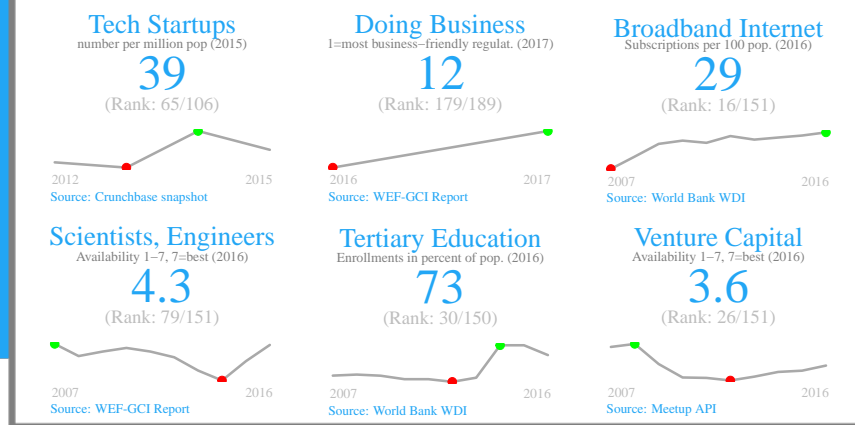 Tech Startups
number per million pop (2015)
39
(Rank: 65/106)
2012 2015
Source: Crunchbase snapshot
Doing Business
1=most business−friendly regulat. (2017)
12
(Rank: 179/189)
2016 2017
Source: WEF-GCI Report
Broadband Internet
Subscriptions per 100 pop. (2016)
29
(Rank: 16/151)
2007 2016
Source: World Bank WDI
Scientists, Engineers
Availability 1−7, 7=best (2016)
4.3
(Rank: 79/151)
2007 2016
Source: WEF-GCI Report
Tertiary Education
Enrollments in percent of pop. (2016)
73
(Rank: 30/150)
2007 2016
Source: World Bank WDI
Venture Capital
Availability 1−7, 7=best (2016)
3.6
(Rank: 26/151)
2007 2016
Source: Meetup API